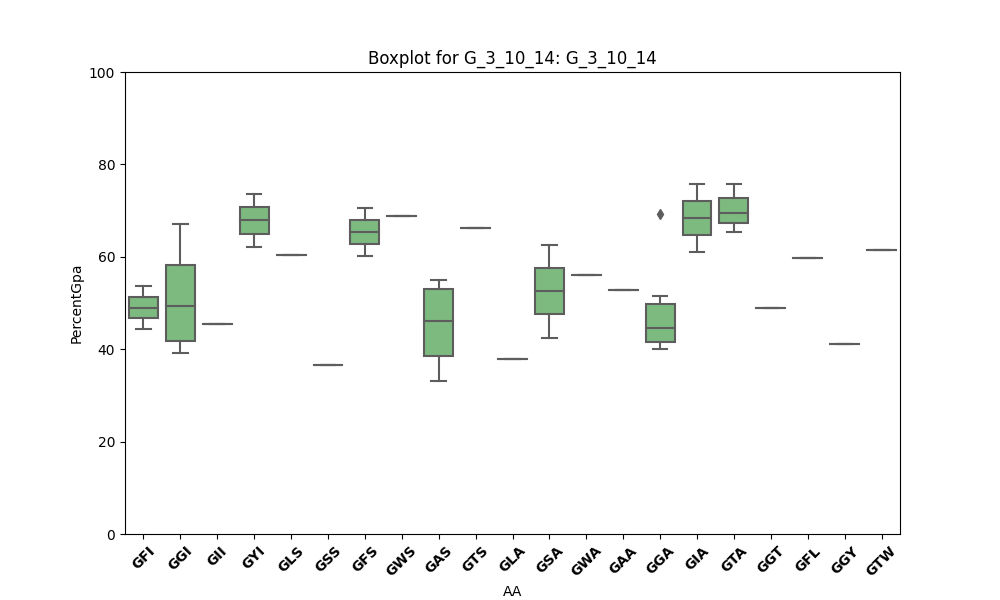 Boxplot for G_3_10_14: G_3_10_14
100
80
60
40
20
0
PercentGpa
GFI GGI GII GYI GLS GSS GFS GWS GAS GTS GLA GSA GWA GAA GGA GIA GTA GGT GFL GGY GTW
AA